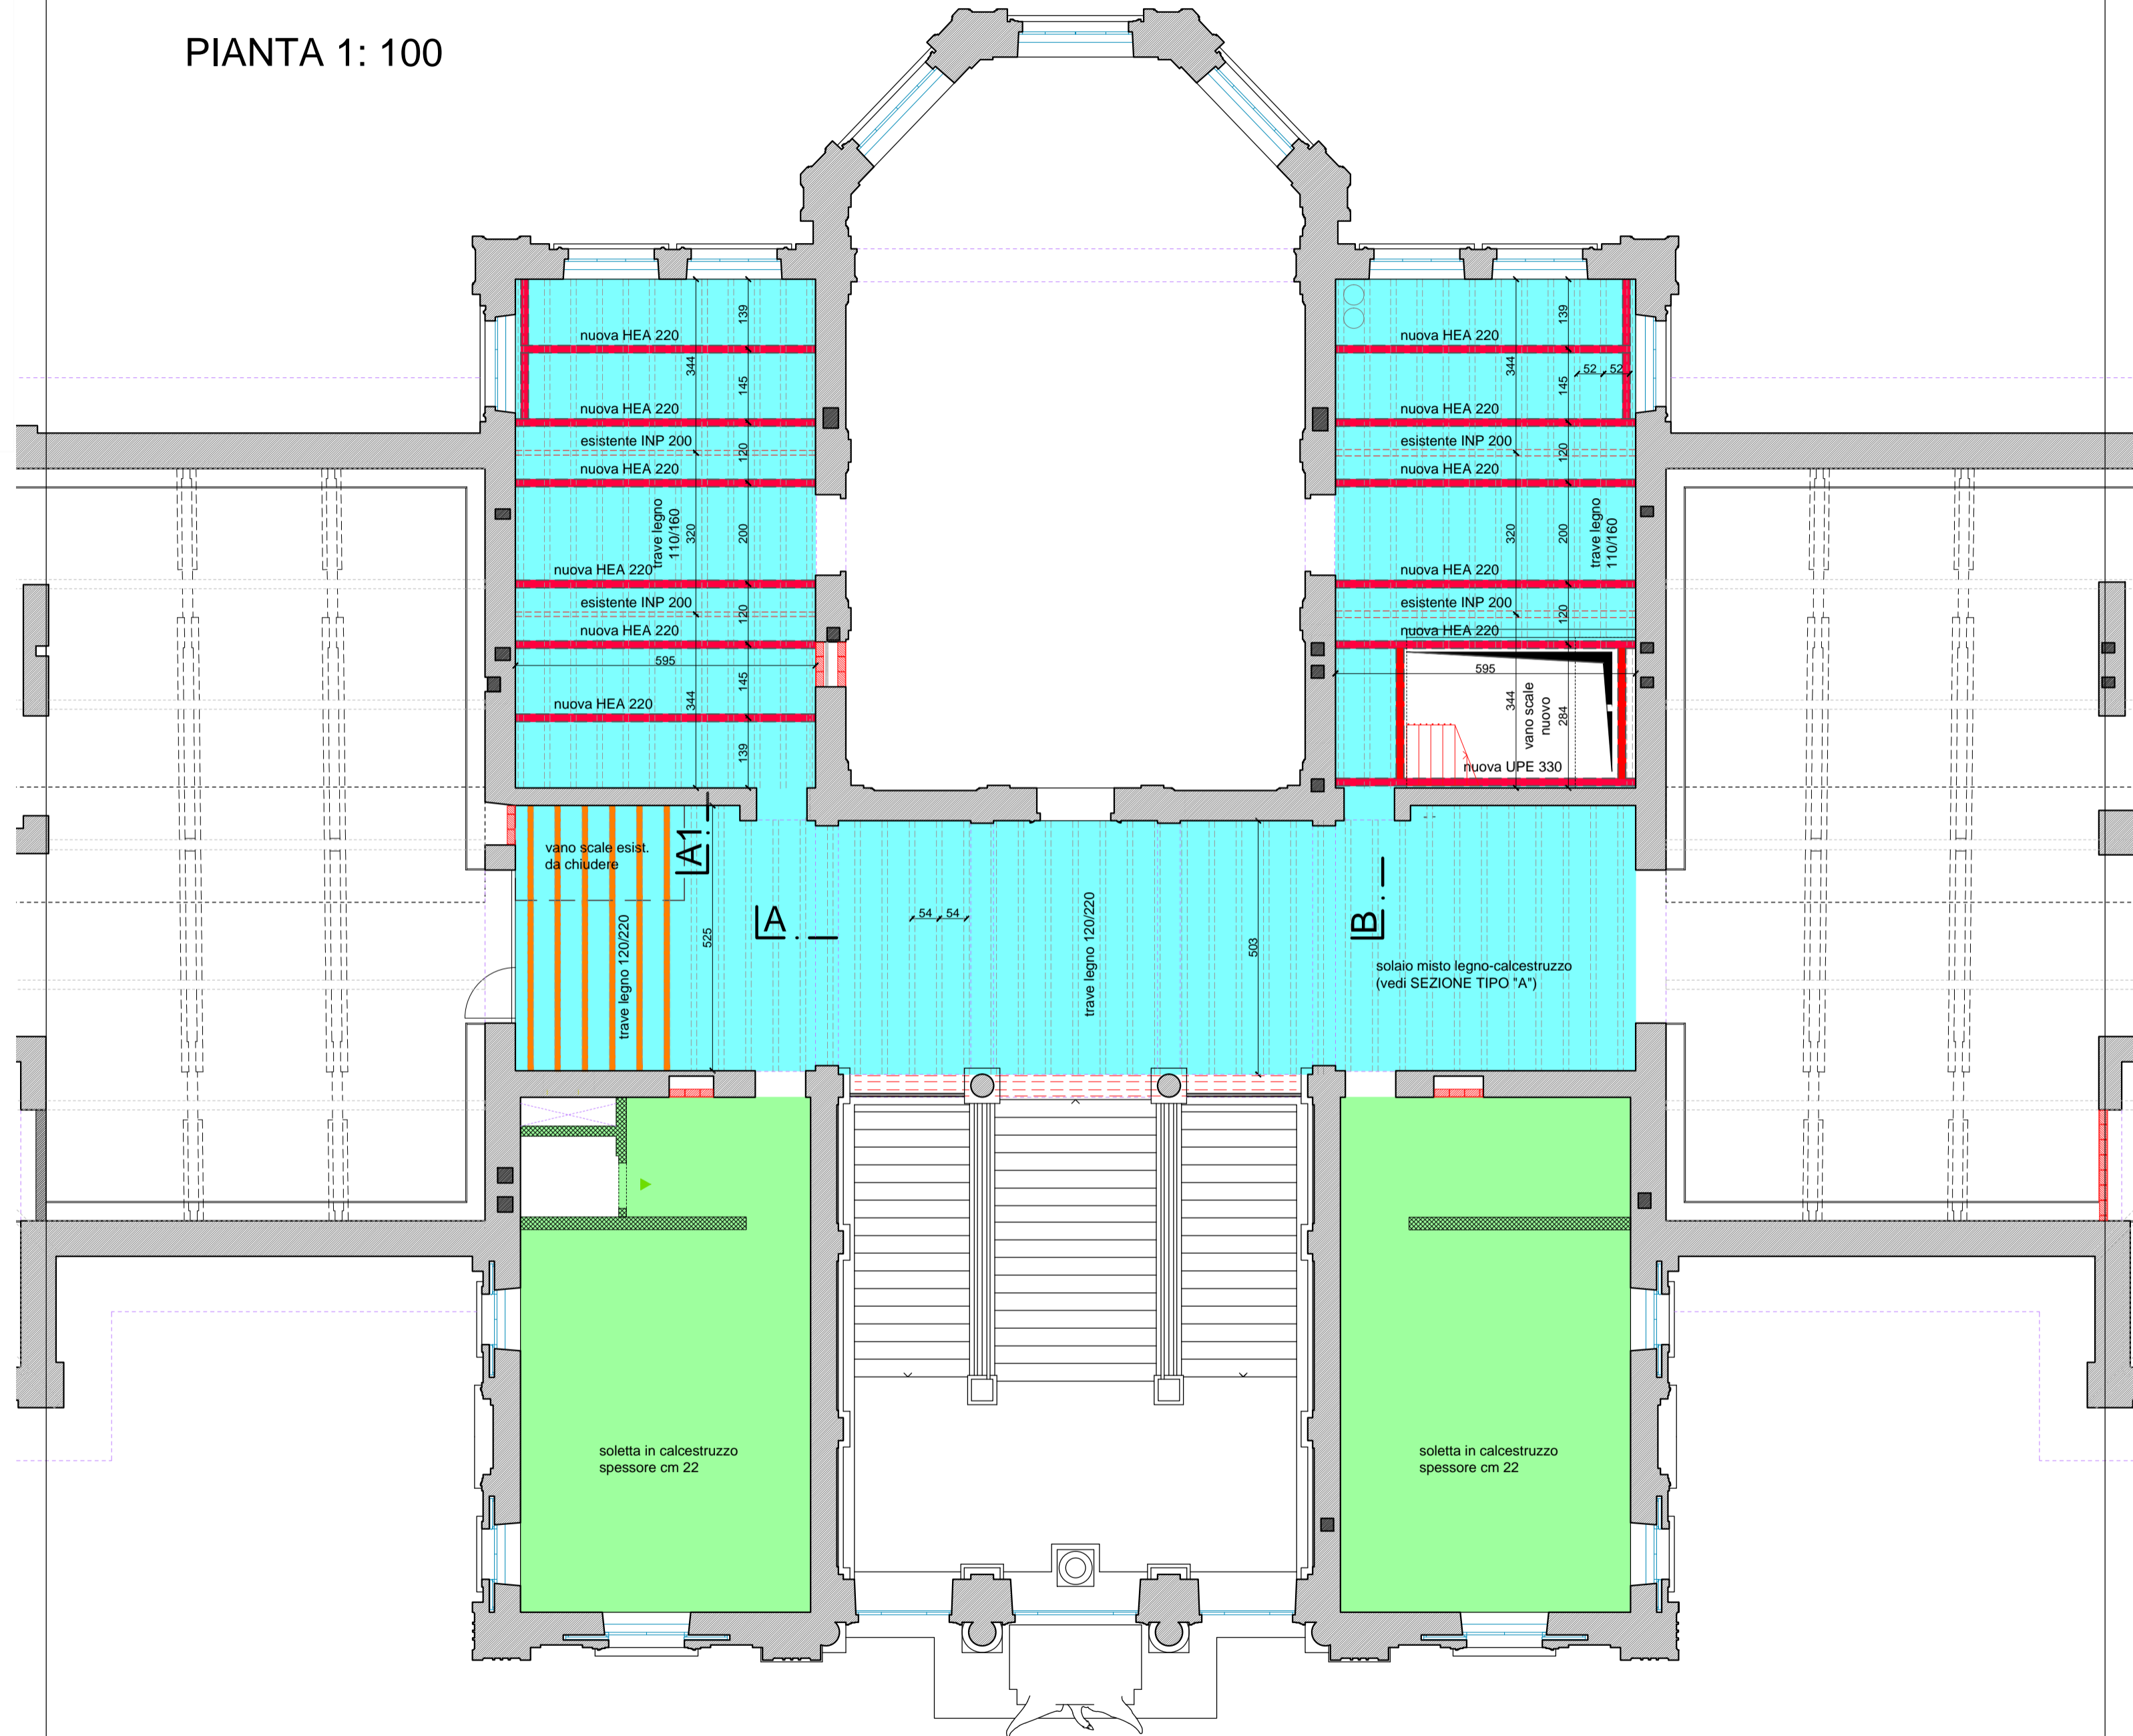 PIANTA 1: 100
nuova HEA 220
139
344
nuova HEA 220
145
esistente INP 200
120
nuova HEA 220
trave legno
110/160
320
200
nuova HEA 220
esistente INP 200
120
nuova HEA 220
595
145
nuova HEA 220
344
139
nuova HEA 220
139
344
52
52
nuova HEA 220
145
esistente INP 200
120
nuova HEA 220
320
200
trave legno
110/160
nuova HEA 220
esistente INP 200
120
nuova HEA 220
595
344
vano scale
nuovo
284
nuova UPE 330
vano scale esist.
da chiudere
A1
A
B
54
54
trave legno 120/220
525
trave legno 120/220
503
solaio misto legno-calcestruzzo
(vedi SEZIONE TIPO "A")
soletta in calcestruzzo
spessore cm 22
soletta in calcestruzzo
spessore cm 22